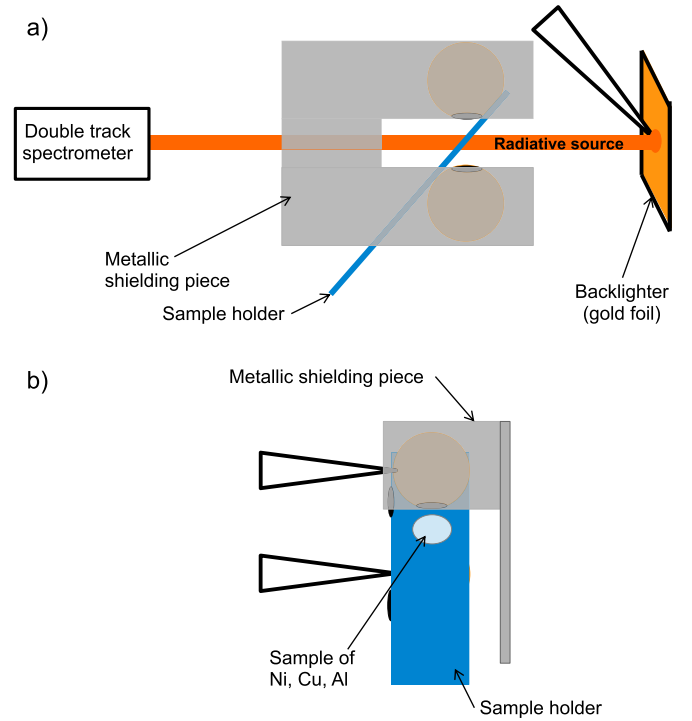 a)
Double track
spectrometer
Radiative source
Metallic
shielding piece
Sample holder
Backlighter
(gold foil)
b)
Metallic shielding piece
Sample of
Ni, Cu, Al
Sample holder